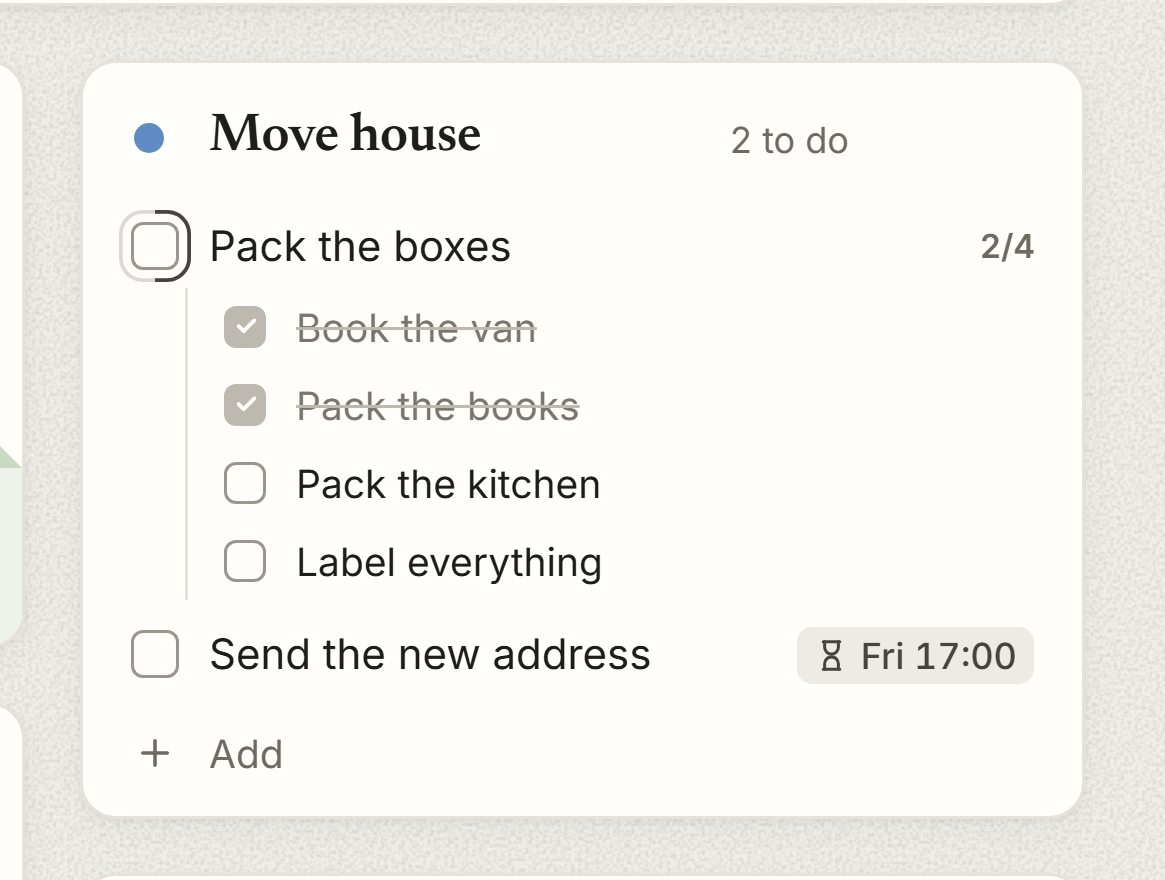 Move house
2 to do
Pack the boxes
2/4
Book the van
Pack the books
Pack the kitchen
Label everything
Send the new address
Fri 17:00
Add